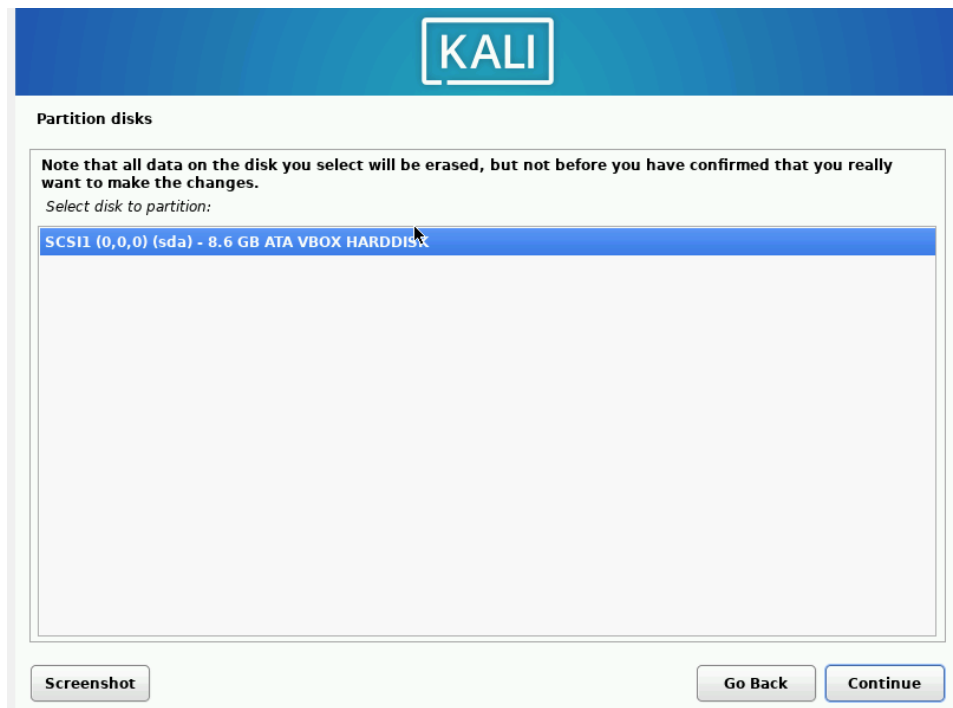 KALI
Partition disks
Note that all data on the disk you select will be erased, but not before you have confirmed that you really
want to make the changes.
Select disk to partition:
SCSI1 (0,0,0) (sda) - 8.6 GB ATA VBOX HARDDISK
Screenshot
Go Back
Continue